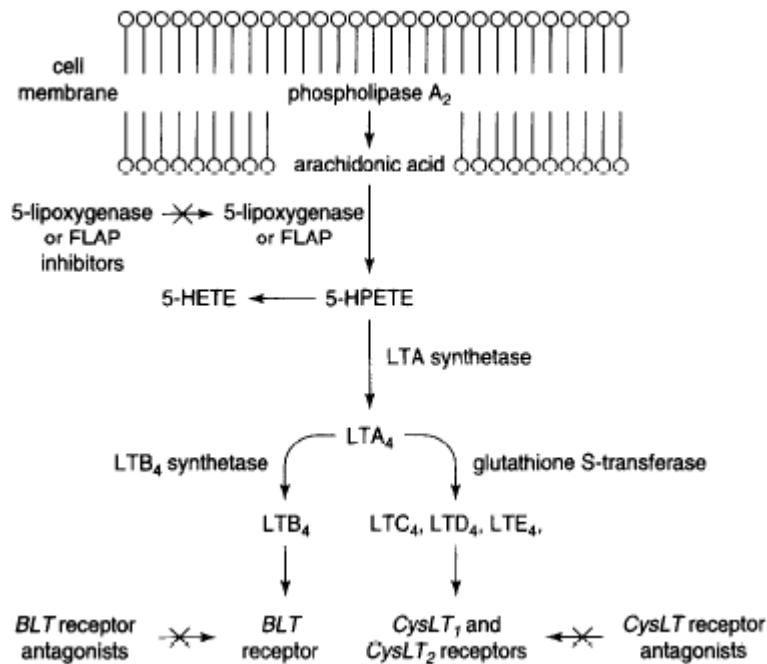 cell
membrane
phospholipase A₂
arachidonic acid
5-lipoxygenase
or FLAP
inhibitors
5-lipoxygenase
or FLAP
5-HETE
5-HPETE
LTA synthetase
LTA₄
LTB₄ synthetase
glutathione S-transferase
LTB₄
LTC₄, LTD₄, LTE₄,
BLT receptor
antagonists
BLT
receptor
CysLT₁ and
CysLT₂ receptors
CysLT receptor
antagonists